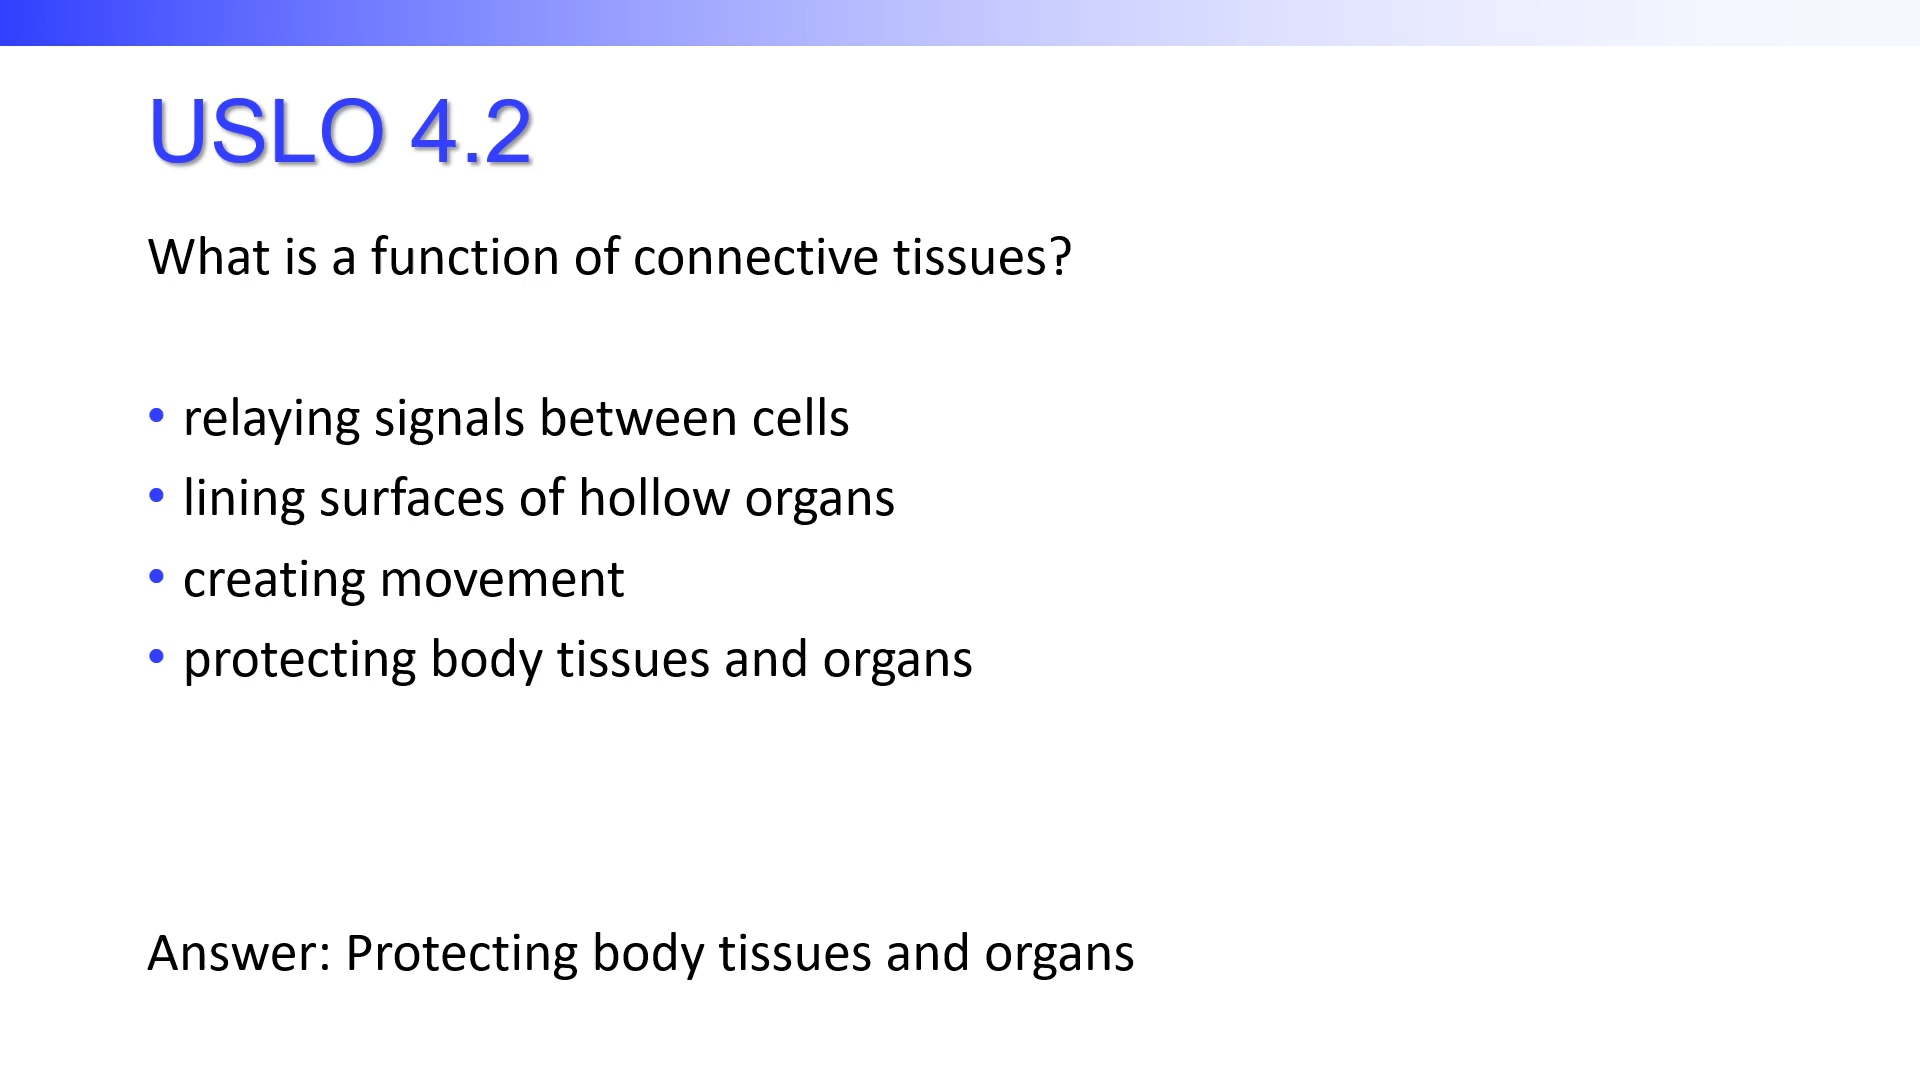 USLO 4.2
What is a function of connective tissues?
• relaying signals between cells
• lining surfaces of hollow organs
• creating movement
• protecting body tissues and organs
Answer: Protecting body tissues and organs